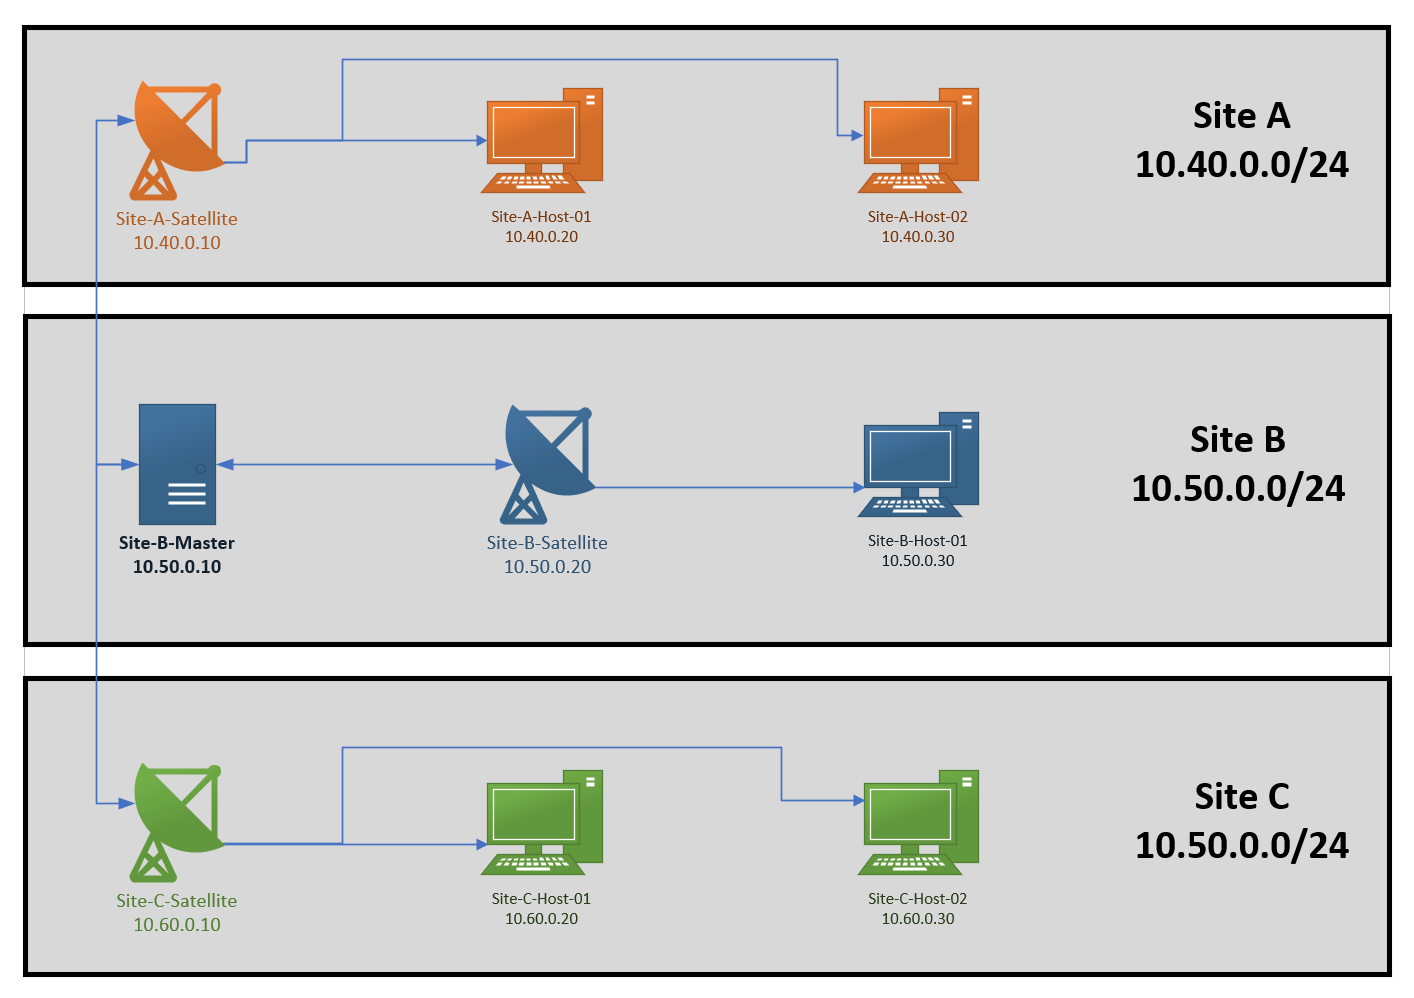 Site-A-Satellite
10.40.0.10
Site-A-Host-01
10.40.0.20
Site-A-Host-02
10.40.0.30
Site A
10.40.0.0/24
Site-B-Master
10.50.0.10
Site-B-Satellite
10.50.0.20
Site-B-Host-01
10.50.0.30
Site B
10.50.0.0/24
Site-C-Satellite
10.60.0.10
Site-C-Host-01
10.60.0.20
Site-C-Host-02
10.60.0.30
Site C
10.50.0.0/24